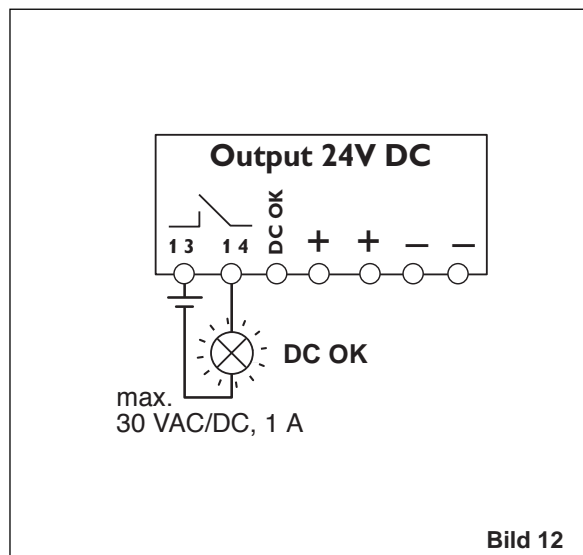 Output 24V DC
DC OK
13 14 + + – –
DC OK
max.
30 VAC/DC, 1 A
Bild 12